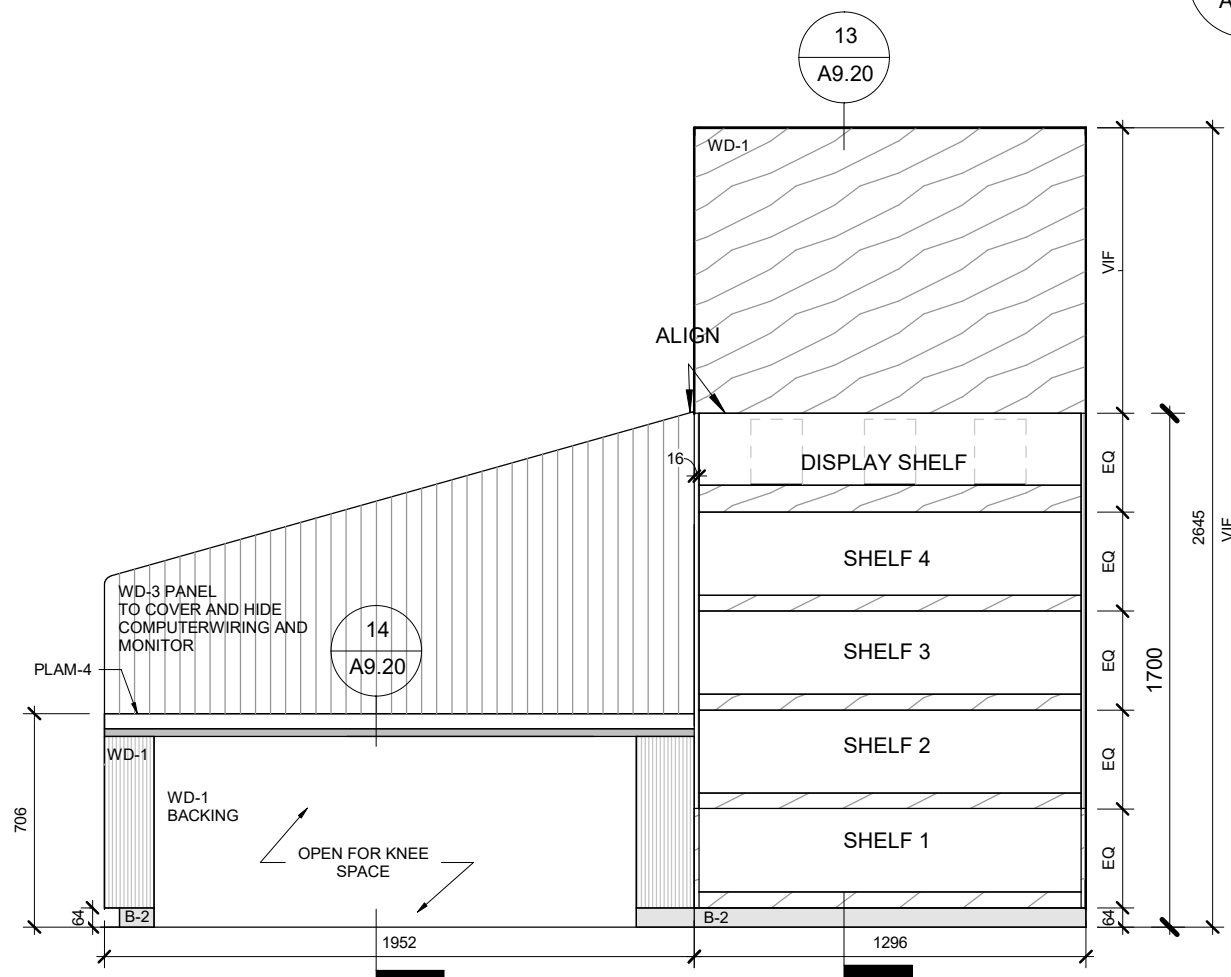 A
13
A9.20
WD-1
VIF
ALIGN
16
DISPLAY SHELF
EQ
2645
VIF
SHELF 4
EQ
WD-3 PANEL
TO COVER AND HIDE
COMPUTERWIRING AND
MONITOR
14
A9.20
SHELF 3
EQ
1700
PLAM-4
WD-1
SHELF 2
EQ
706
WD-1
BACKING
OPEN FOR KNEE
SPACE
SHELF 1
EQ
64
B-2
B-2
64
1952
1296